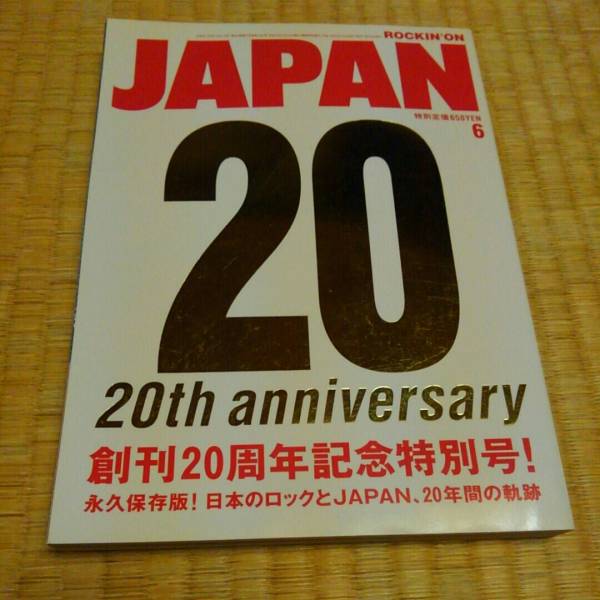 ROCKIN'ON
JAPAN
特別定価650YEN
6
20
20th anniversary
創刊20周年記念特別号!
永久保存版! 日本のロックとJAPAN、20年間の軌跡